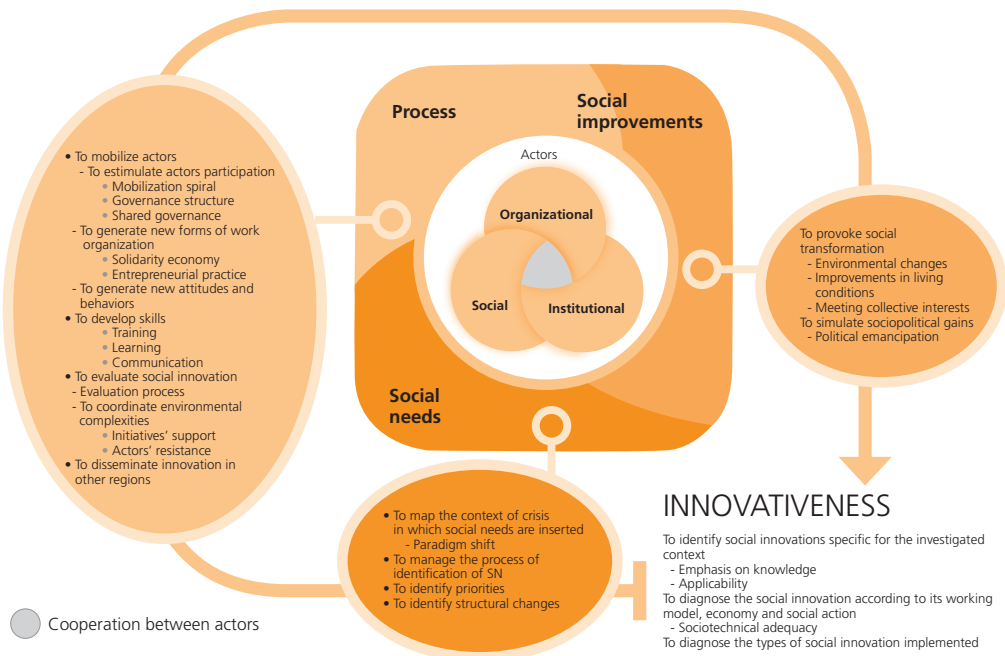 Process
Social
improvements
Actors
Organizational
Social
Institutional
Social
needs
• To mobilize actors
- To estimulate actors participation
• Mobilization spiral
• Governance structure
• Shared governance
- To generate new forms of work
organization
• Solidarity economy
• Entrepreneurial practice
- To generate new attitudes and
behaviors
• To develop skills
• Training
• Learning
• Communication
• To evaluate social innovation
- Evaluation process
- To coordinate environmental
complexities
• Initiatives' support
• Actors' resistance
• To disseminate innovation in
other regions
To provoke social
transformation
- Environmental changes
- Improvements in living
conditions
- Meeting collective interests
To simulate sociopolitical gains
- Political emancipation
• To map the context of crisis
in which social needs are inserted
- Paradigm shift
• To manage the process of
identification of SN
• To identify priorities
• To identify structural changes
INNOVATIVENESS
To identify social innovations specific for the investigated
context
- Emphasis on knowledge
- Applicability
To diagnose the social innovation according to its working
model, economy and social action
- Sociotechnical adequacy
To diagnose the types of social innovation implemented
Cooperation between actors